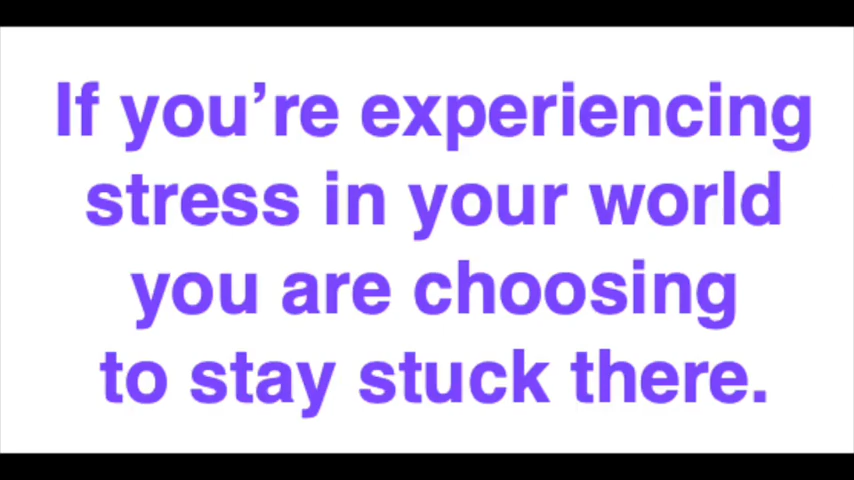 If you’re experiencing
stress in your world
you are choosing
to stay stuck there.